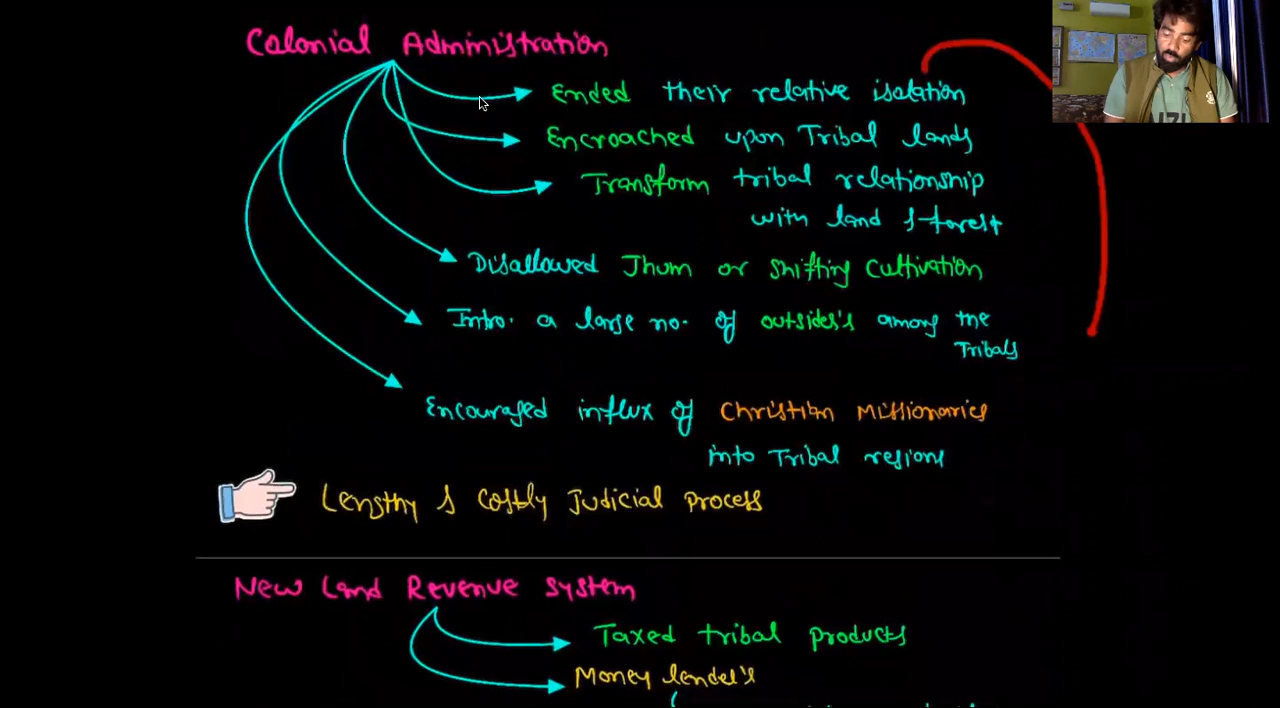 Colonial Administration
Ended their relative isolation
Encroached upon Tribal lands
Transform tribal relationship
with land & forest
Disallowed Jhum or Shifting Cultivation
Intro. a large no. of outsides's among the
Tribals
Encouraged influx of Christian Missionaries
into Tribal regions
Lengthy & Costly Judicial Process
New Land Revenue System
Taxed tribal products
Money lender's